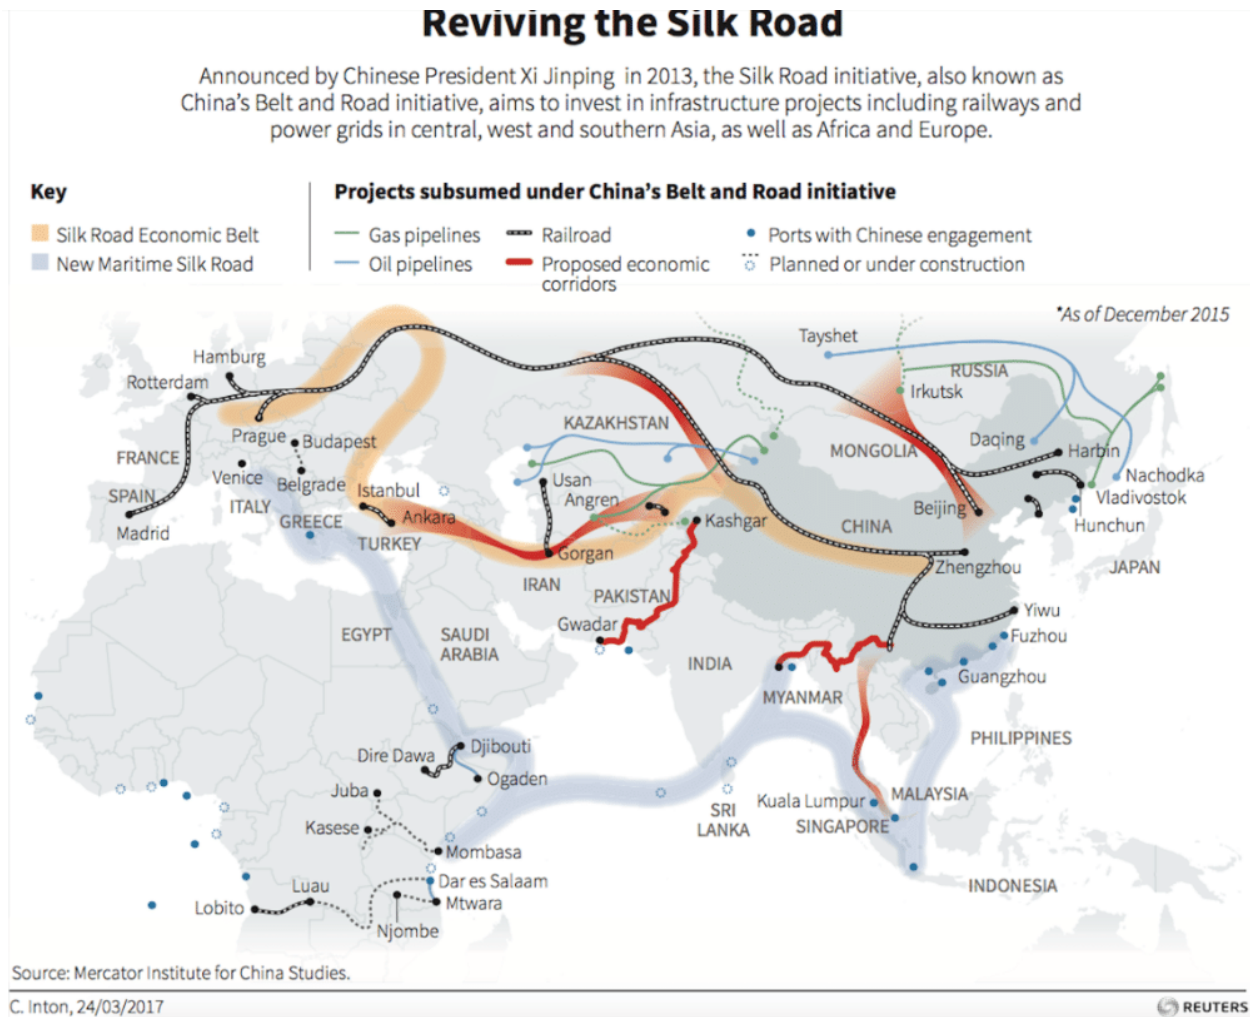 Reviving the Silk Road
Announced by Chinese President Xi Jinping in 2013, the Silk Road initiative, also known as
China's Belt and Road initiative, aims to invest in infrastructure projects including railways and
power grids in central, west and southern Asia, as well as Africa and Europe.
Key
Silk Road Economic Belt
New Maritime Silk Road
Projects subsumed under China's Belt and Road initiative
Gas pipelines
Oil pipelines
Railroad
Proposed economic
corridors
Ports with Chinese engagement
Planned or under construction
*As of December 2015
Tayshet
Hamburg
RUSSIA
Rotterdam
Irkutsk
KAZAKHSTAN
Prague
Budapest
Daqing
Harbin
FRANCE
MONGOLIA
Venice
Belgrade
Usan
Nachodka
SPAIN
Istanbul
Angren
Vladivostok
ITALY
Beijing
GREECE
Ankara
Kashgar
CHINA
Hunchun
Madrid
TURKEY
Gorgan
Zhengzhou
JAPAN
IRAN
PAKISTAN
Yiwu
Gwadar
EGYPT
SAUDI
ARABIA
Fuzhou
INDIA
Guangzhou
MYANMAR
PHILIPPINES
Djibouti
Dire Dawa
Ogaden
Juba
MALAYSIA
Kuala Lumpur
SRI
LANKA
SINGAPORE
Kasese
Mombasa
Dar es Salaam
INDONESIA
Luau
Mtwara
Lobito
Njombe
Source: Mercator Institute for China Studies.
C. Inton, 24/03/2017
REUTERS